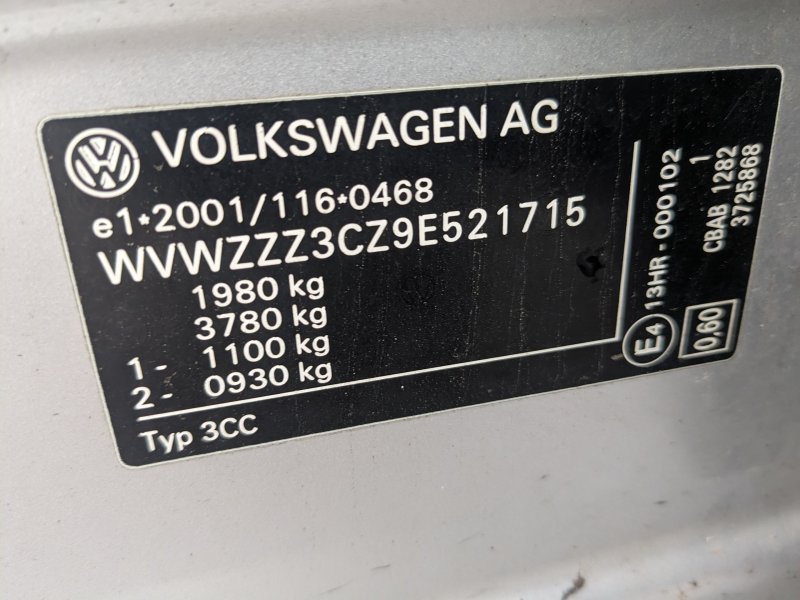 VOLKSWAGEN AG
e1*2001/116*0468
WVWZZZ3CZ9E521715
1980 kg
3780 kg
1- 1100 kg
2- 0930 kg
Typ 3CC
E4 13HR-000102
1
CBAB 1282
3725868
0,60